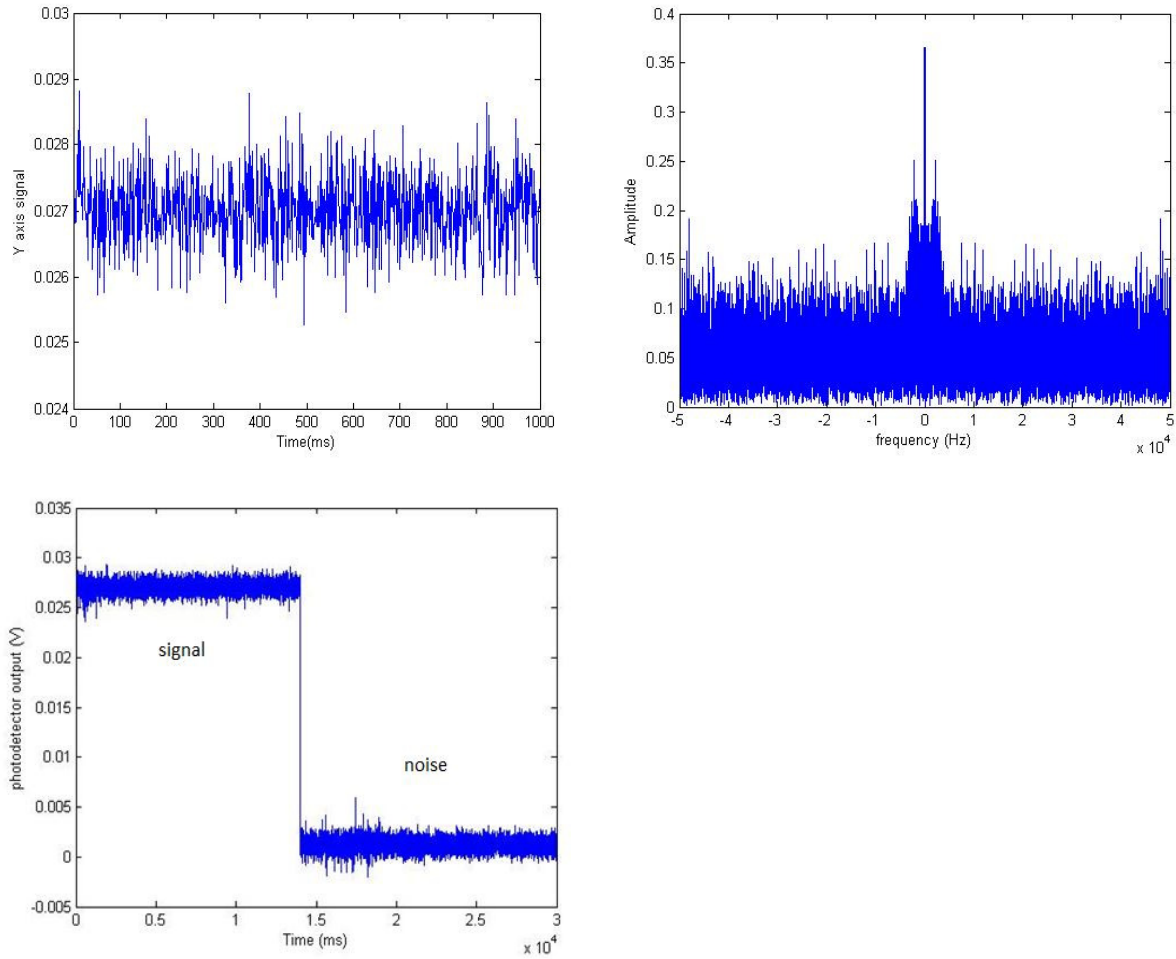 0.03
0.029
0.028
0.027
0.026
0.025
0.024
Y axis signal
0 100 200 300 400 500 600 700 800 900 1000
Time(ms)
0.4
0.35
0.3
0.25
0.2
0.15
0.1
0.05
0
Amplitude
-5 -4 -3 -2 -1 0 1 2 3 4 5
frequency (Hz)
x 10^4
0.035
0.03
0.025
0.02
0.015
0.01
0.005
0
-0.005
photodetector output (V)
signal
noise
0 0.5 1 1.5 2 2.5 3
Time (ms)
x 10^4